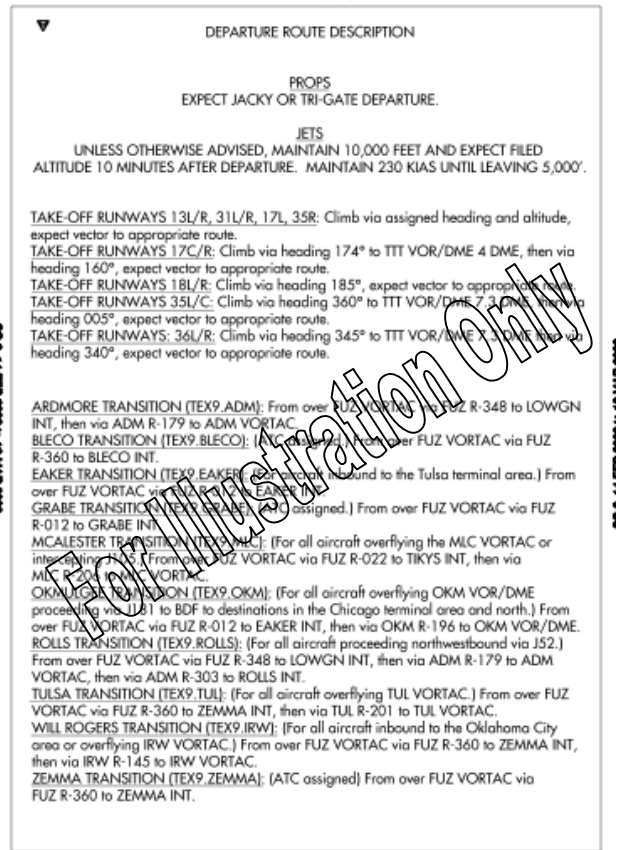 DEPARTURE ROUTE DESCRIPTION
PROPS
EXPECT JACKY OR TRI-GATE DEPARTURE.
JETS
UNLESS OTHERWISE ADVISED, MAINTAIN 10,000 FEET AND EXPECT FILED
ALTITUDE 10 MINUTES AFTER DEPARTURE. MAINTAIN 230 KIAS UNTIL LEAVING 5,000'.
TAKE-OFF RUNWAYS 13L/R, 31L/R, 17L, 35R: Climb via assigned heading and altitude,
expect vector to appropriate route.
TAKE-OFF RUNWAYS 17C/R: Climb via heading 174° to TTT VOR/DME 4 DME, then via
heading 160°, expect vector to appropriate route.
TAKE-OFF RUNWAYS 18L/R: Climb via heading 185°, expect vector to appropriate route.
TAKE-OFF RUNWAYS 35L/C: Climb via heading 360° to TTT VOR/DME 7.3 DME, then via
heading 005°, expect vector to appropriate route.
TAKE-OFF RUNWAYS: 36L/R: Climb via heading 345° to TTT VOR/DME 7.3 DME then via
heading 340°, expect vector to appropriate route.
ARDMORE TRANSITION (TEX9.ADM): From over FUZ VORTAC via FUZ R-348 to LOWGN
INT, then via ADM R-179 to ADM VORTAC.
BLECO TRANSITION (TEX9.BLECO): (ATC assigned.) From over FUZ VORTAC via FUZ
R-360 to BLECO INT.
EAKER TRANSITION (TEX9.EAKER): (For aircraft inbound to the Tulsa terminal area.) From
over FUZ VORTAC via FUZ R-012 to EAKER INT.
GRABE TRANSITION (TEX9.GRABE): (ATC assigned.) From over FUZ VORTAC via FUZ
R-012 to GRABE INT.
MCALESTER TRANSITION (TEX9.MLC): (For all aircraft overflying the MLC VORTAC or
intercepting J105.) From over FUZ VORTAC via FUZ R-022 to TIKYS INT, then via
MLC R-206 to MLC VORTAC.
OKMULGEE TRANSITION (TEX9.OKM): (For all aircraft overflying OKM VOR/DME
proceeding via J181 to BDF to destinations in the Chicago terminal area and north.) From
over FUZ VORTAC via FUZ R-012 to EAKER INT, then via OKM R-196 to OKM VOR/DME.
ROLLS TRANSITION (TEX9.ROLLS): (For all aircraft proceeding northwestbound via J52.)
From over FUZ VORTAC via FUZ R-348 to LOWGN INT, then via ADM R-179 to ADM
VORTAC, then via ADM R-303 to ROLLS INT.
TULSA TRANSITION (TEX9.TUL): (For all aircraft overflying TUL VORTAC.) From over FUZ
VORTAC via FUZ R-360 to ZEMMA INT, then via TUL R-201 to TUL VORTAC.
WILL ROGERS TRANSITION (TEX9.IRW): (For all aircraft inbound to the Oklahoma City
area or overflying IRW VORTAC.) From over FUZ VORTAC via FUZ R-360 to ZEMMA INT,
then via IRW R-145 to IRW VORTAC.
ZEMMA TRANSITION (TEX9.ZEMMA): (ATC assigned) From over FUZ VORTAC via
FUZ R-360 to ZEMMA INT.
For Illustration Only